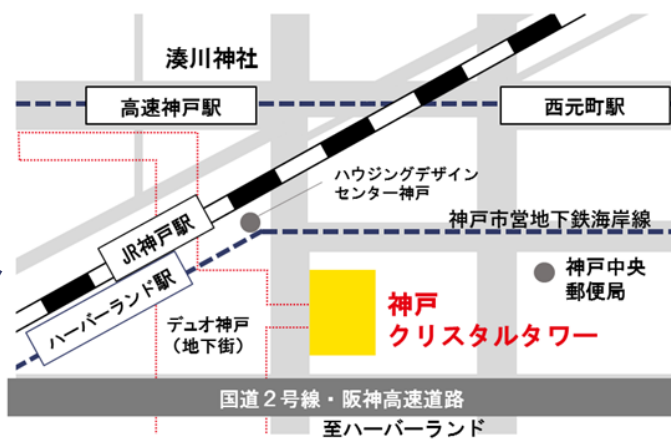 湊川神社
高速神戸駅
西元町駅
ハウジングデザイン
センター神戸
JR神戸駅
神戸市営地下鉄海岸線
ハーバーランド駅
神戸中央
郵便局
デュオ神戸
（地下街）
神戸
クリスタルタワー
国道２号線・阪神高速道路
至ハーバーランド